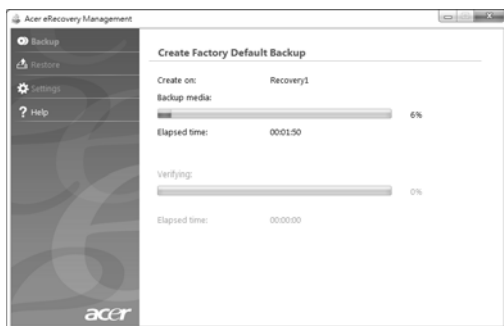 Acer eRecovery Management
Backup
Restore
Settings
Help
Create Factory Default Backup
Create on: Recovery1
Backup media:
6%
Elapsed time: 00:01:50
Verifying:
0%
Elapsed time: 00:00:00
acer